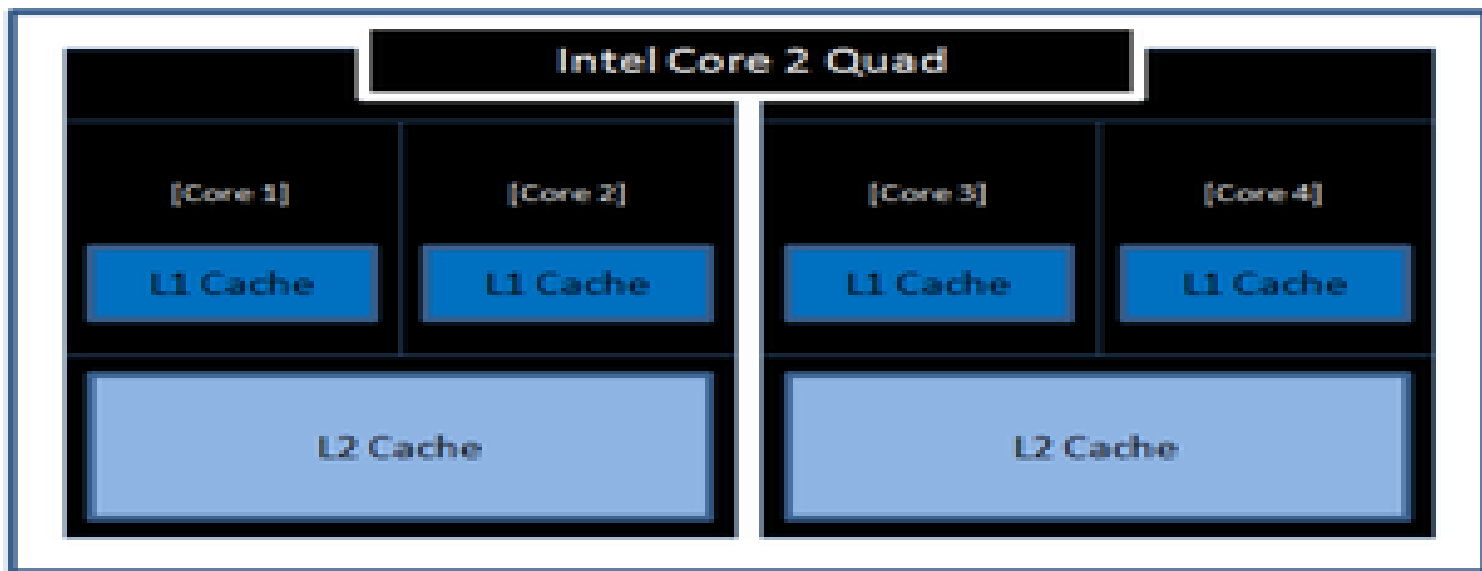 Intel Core 2 Quad
[Core 1] [Core 2] [Core 3] [Core 4]
L1 Cache L1 Cache L1 Cache L1 Cache
L2 Cache L2 Cache